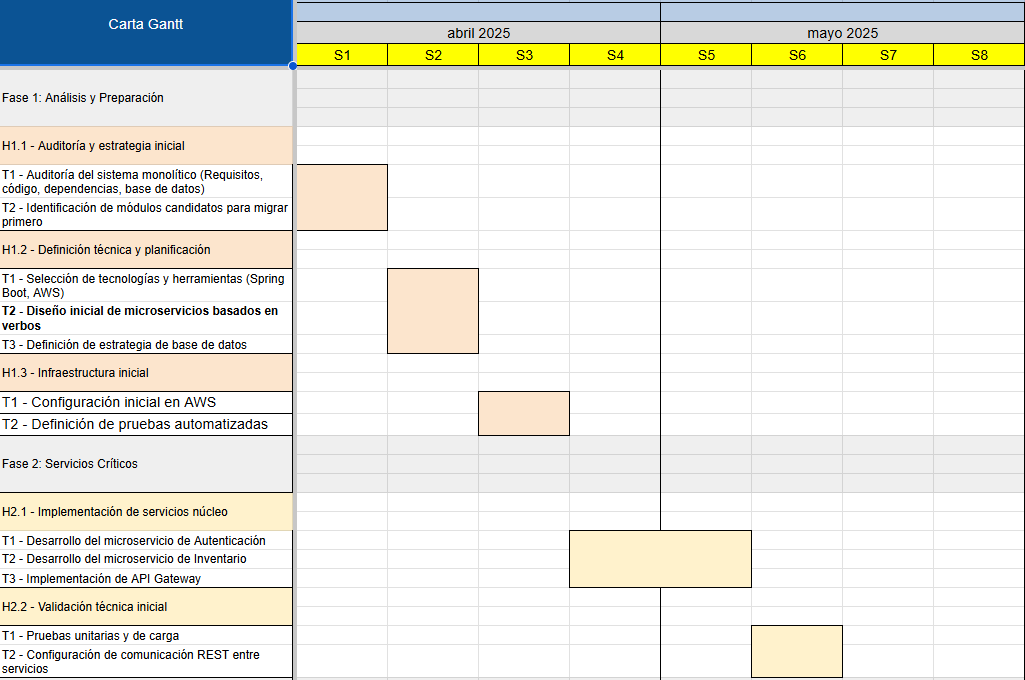 Carta Gantt
abril 2025
mayo 2025
S1
S2
S3
S4
S5
S6
S7
S8
Fase 1: Análisis y Preparación
H1.1 - Auditoría y estrategia inicial
T1 - Auditoría del sistema monolítico (Requisitos,
código, dependencias, base de datos)
T2 - Identificación de módulos candidatos para migrar
primero
H1.2 - Definición técnica y planificación
T1 - Selección de tecnologías y herramientas (Spring
Boot, AWS)
T2 - Diseño inicial de microservicios basados en
verbos
T3 - Definición de estrategia de base de datos
H1.3 - Infraestructura inicial
T1 - Configuración inicial en AWS
T2 - Definición de pruebas automatizadas
Fase 2: Servicios Críticos
H2.1 - Implementación de servicios núcleo
T1 - Desarrollo del microservicio de Autenticación
T2 - Desarrollo del microservicio de Inventario
T3 - Implementación de API Gateway
H2.2 - Validación técnica inicial
T1 - Pruebas unitarias y de carga
T2 - Configuración de comunicación REST entre
servicios